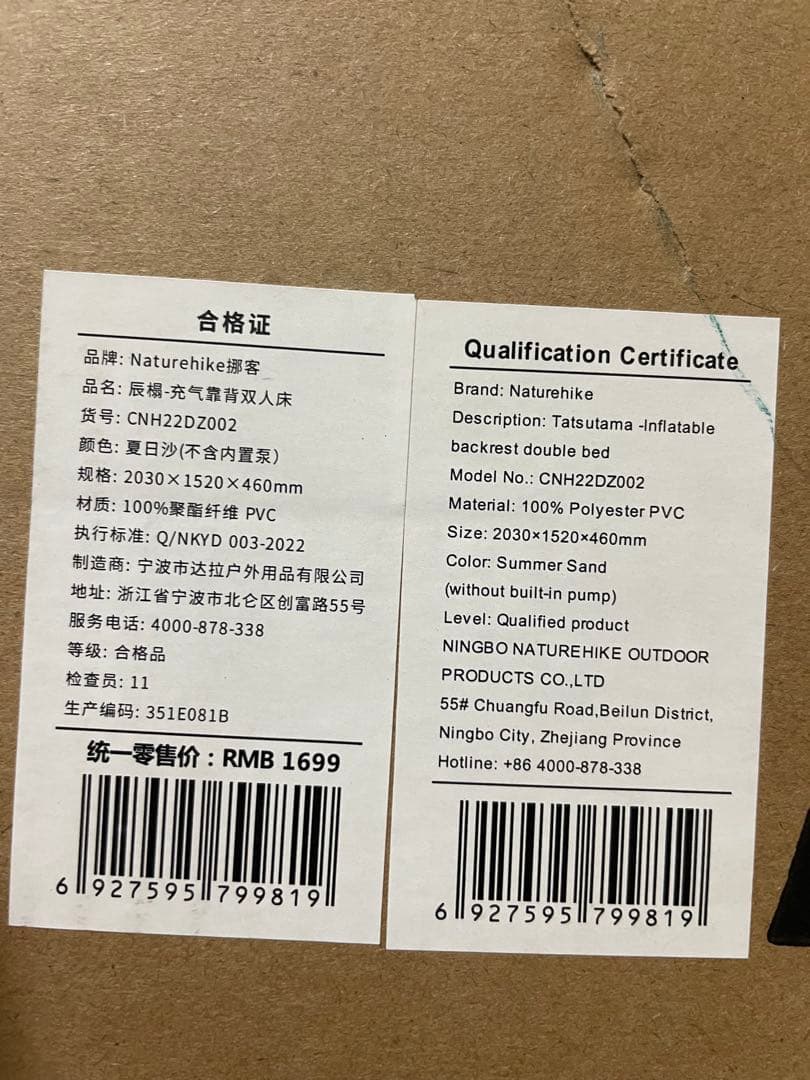 合格证
品牌: Naturehike挪客
品名: 辰榻-充气靠背双人床
货号: CNH22DZ002
颜色: 夏日沙(不含内置泵)
规格: 2030×1520×460mm
材质: 100%聚酯纤维 PVC
执行标准: Q/NKYD 003-2022
制造商: 宁波市达拉户外用品有限公司
地址: 浙江省宁波市北仑区创富路55号
服务电话: 4000-878-338
等级: 合格品
检查员: 11
生产编码: 351E081B
统一零售价：RMB 1699
6 927595 799819
Qualification Certificate
Brand: Naturehike
Description: Tatsutama -Inflatable
backrest double bed
Model No.: CNH22DZ002
Material: 100% Polyester PVC
Size: 2030×1520×460mm
Color: Summer Sand
(without built-in pump)
Level: Qualified product
NINGBO NATUREHIKE OUTDOOR
PRODUCTS CO.,LTD
55# Chuangfu Road,Beilun District,
Ningbo City, Zhejiang Province
Hotline: +86 4000-878-338
6 927595 799819